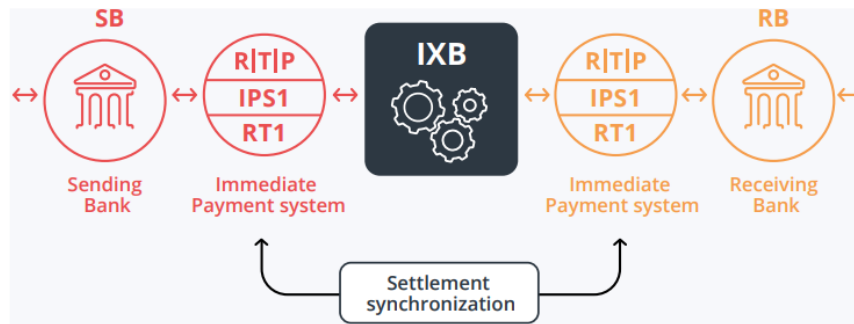 SB
R|T|P
IPS1
RT1
IXB
R|T|P
IPS1
RT1
RB
Sending
Bank
Immediate
Payment system
Immediate
Payment system
Receiving
Bank
Settlement
synchronization